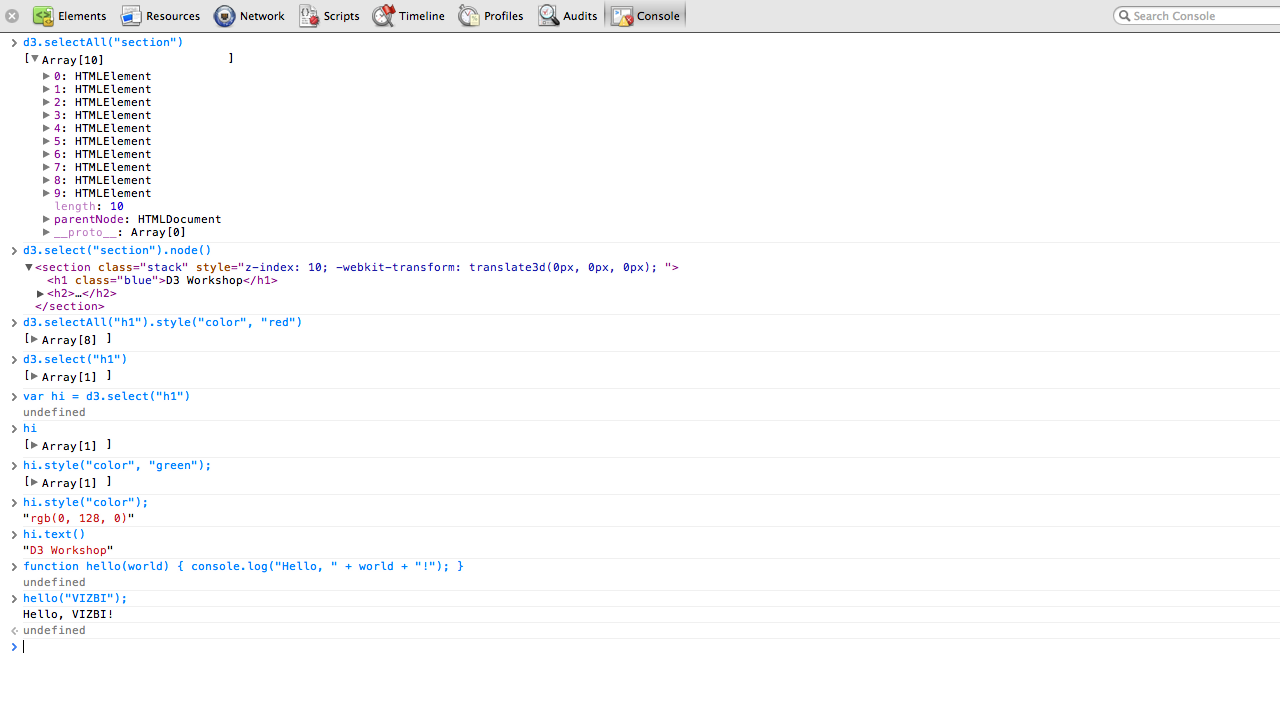 Elements Resources Network Scripts Timeline Profiles Audits Console Search Console
> d3.selectAll("section")
[▼Array[10] ]
▶0: HTMLElement
▶1: HTMLElement
▶2: HTMLElement
▶3: HTMLElement
▶4: HTMLElement
▶5: HTMLElement
▶6: HTMLElement
▶7: HTMLElement
▶8: HTMLElement
▶9: HTMLElement
length: 10
▶parentNode: HTMLDocument
▶__proto__: Array[0]
> d3.select("section").node()
▼<section class="stack" style="z-index: 10; -webkit-transform: translate3d(0px, 0px, 0px); ">
<h1 class="blue">D3 Workshop</h1>
▶<h2>…</h2>
</section>
> d3.selectAll("h1").style("color", "red")
[▶Array[8] ]
> d3.select("h1")
[▶Array[1] ]
> var hi = d3.select("h1")
undefined
> hi
[▶Array[1] ]
> hi.style("color", "green");
[▶Array[1] ]
> hi.style("color");
"rgb(0, 128, 0)"
> hi.text()
"D3 Workshop"
> function hello(world) { console.log("Hello, " + world + "!"); }
undefined
> hello("VIZBI");
Hello, VIZBI!
< undefined
>